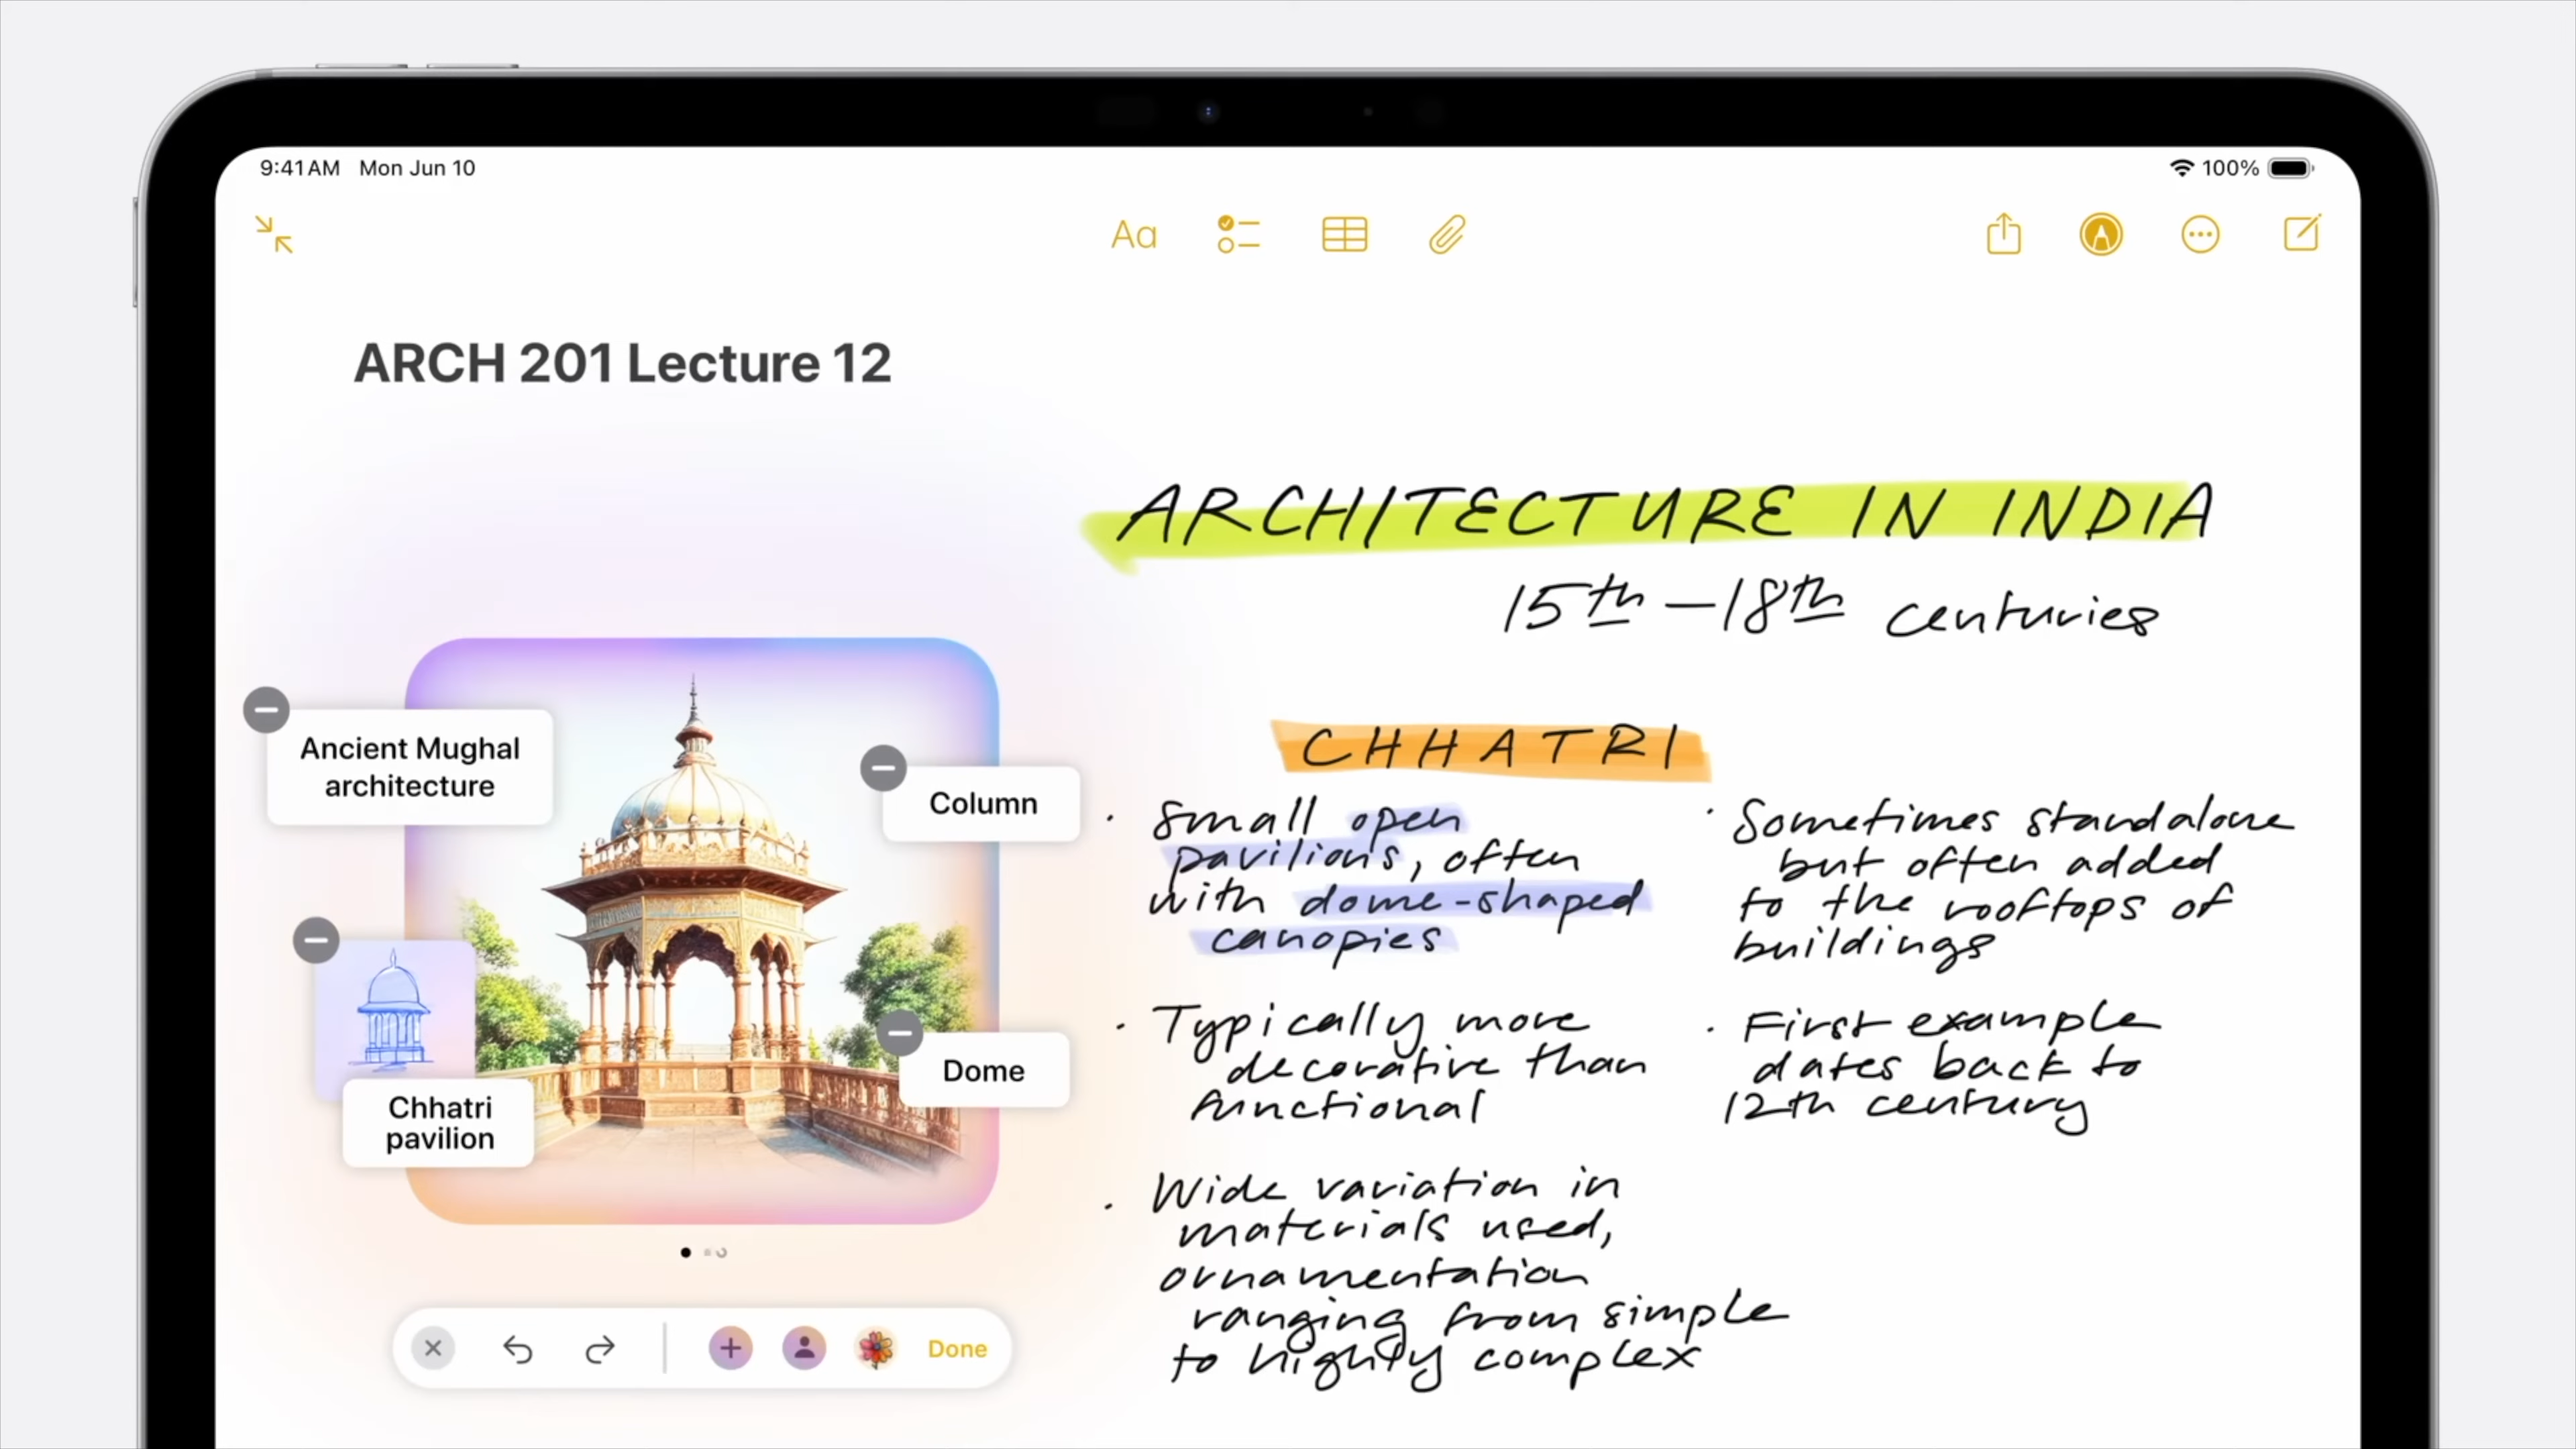 9:41 AM Mon Jun 10
100%
Aa
ARCH 201 Lecture 12
ARCHITECTURE IN INDIA
15th – 18th centuries
Ancient Mughal
architecture
Column
Chhatri
pavilion
Dome
Done
CHHATRI
· Small open
pavilions, often
with dome-shaped
canopies
· Typically more
decorative than
functional
· Wide variation in
materials used,
ornamentation
ranging from simple
to highly complex
· Sometimes standalone
but often added
to the rooftops of
buildings
· First example
dates back to
12th century